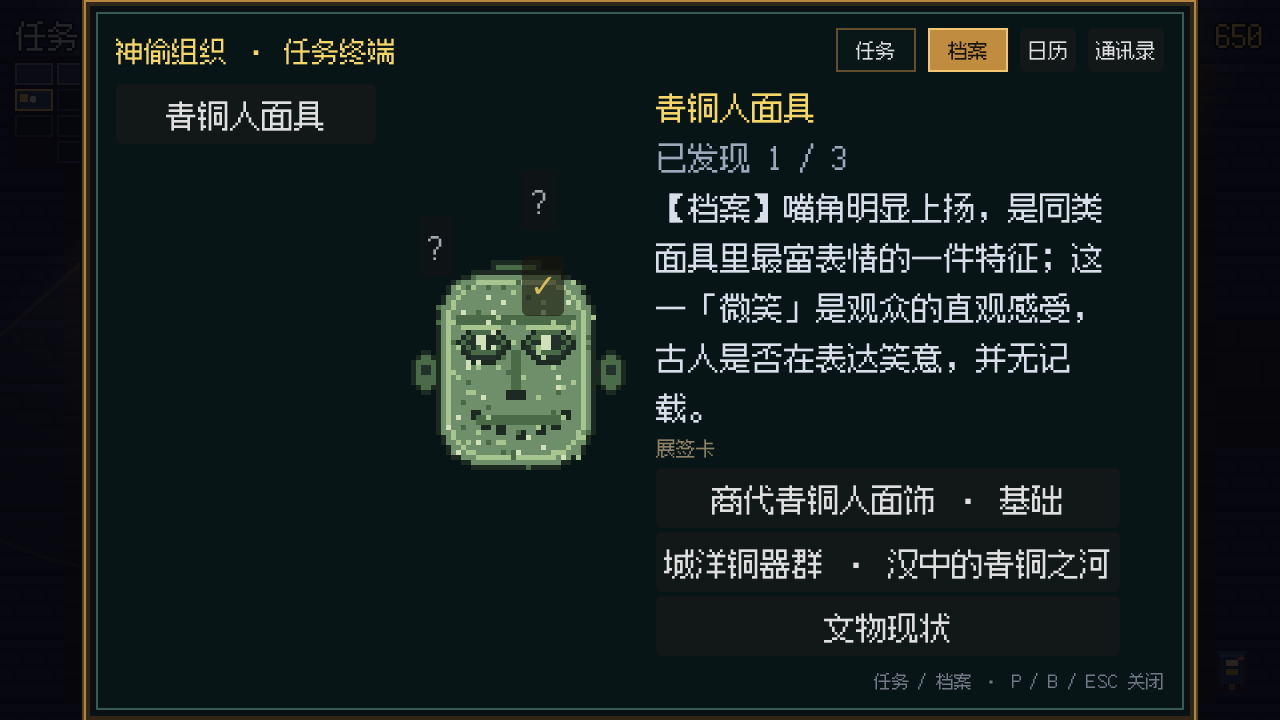 任务
650
神偷组织 · 任务终端
任务
档案
日历
通讯录
青铜人面具
青铜人面具
已发现 1 / 3
?
?
✓
【档案】嘴角明显上扬，是同类
面具里最富表情的一件特征；这
一「微笑」是观众的直观感受，
古人是否在表达笑意，并无记
载。
展签卡
商代青铜人面饰 · 基础
城洋铜器群 · 汉中的青铜之河
文物现状
任务 / 档案 · P / B / ESC 关闭